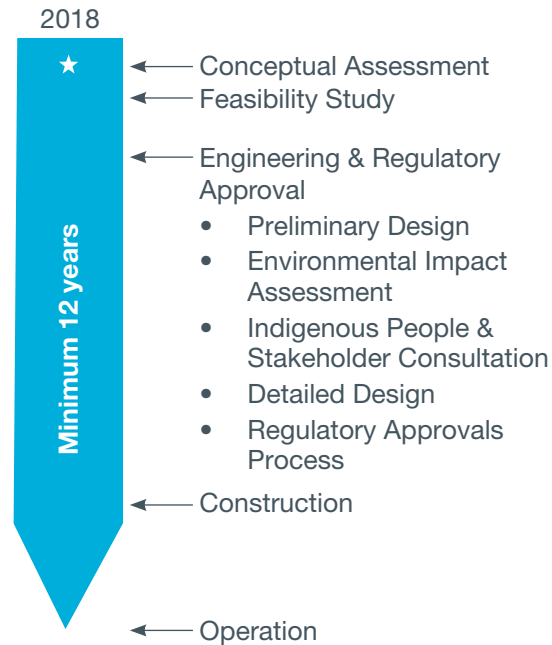 2018
★
Conceptual Assessment
Feasibility Study
Engineering & Regulatory
Approval
• Preliminary Design
• Environmental Impact
Assessment
• Indigenous People &
Stakeholder Consultation
• Detailed Design
• Regulatory Approvals
Process
Minimum 12 years
Construction
Operation